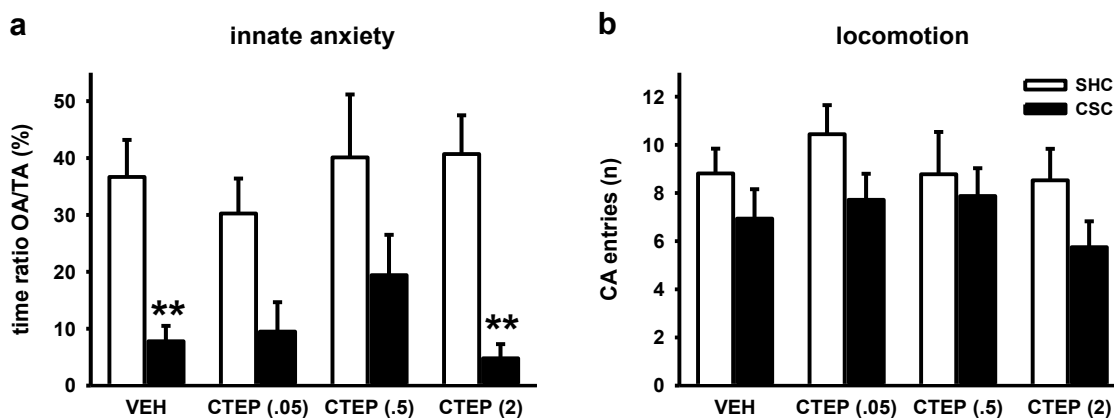 a
innate anxiety
time ratio OA/TA (%)
50
40
30
20
10
0
**
**
VEH
CTEP (.05)
CTEP (.5)
CTEP (2)
b
locomotion
SHC
CSC
CA entries (n)
12
10
8
6
4
2
0
VEH
CTEP (.05)
CTEP (.5)
CTEP (2)